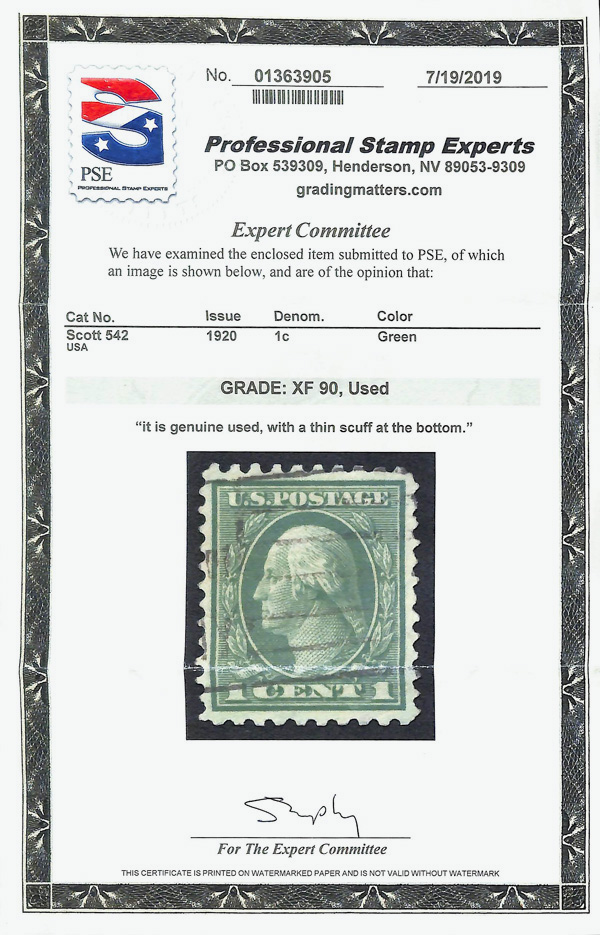 No. 01363905 7/19/2019
PSE
PROFESSIONAL STAMP EXPERTS
Professional Stamp Experts
PO Box 539309, Henderson, NV 89053-9309
gradingmatters.com
Expert Committee
We have examined the enclosed item submitted to PSE, of which
an image is shown below, and are of the opinion that:
Cat No. Issue Denom. Color
Scott 542 1920 1c Green
USA
GRADE: XF 90, Used
“it is genuine used, with a thin scuff at the bottom.”
U.S. POSTAGE
1 CENT 1
For The Expert Committee
THIS CERTIFICATE IS PRINTED ON WATERMARKED PAPER AND IS NOT VALID WITHOUT WATERMARK